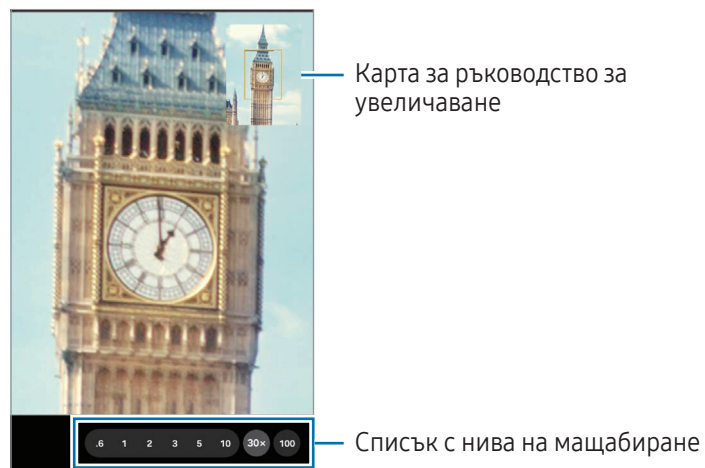 Карта за ръководство за
увеличаване
.6 1 2 3 5 10 30× 100
Списък с нива на мащабиране